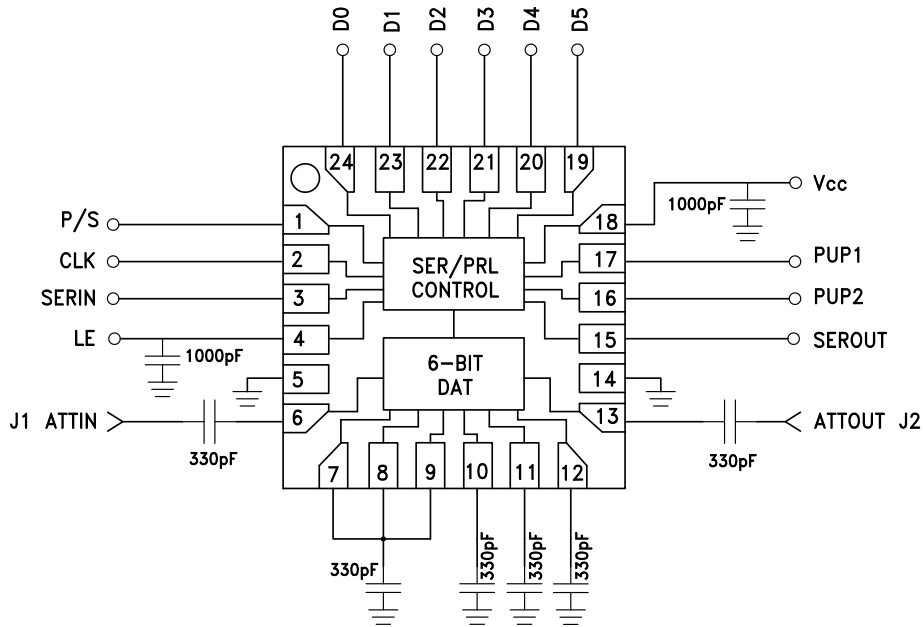 D0
D1
D2
D3
D4
D5
24
23
22
21
20
19
Vcc
1000pF
P/S
1
18
CLK
2
SER/PRL
CONTROL
17
PUP1
SERIN
3
16
PUP2
LE
4
15
SEROUT
1000pF
5
6-BIT
DAT
14
J1 ATTIN
6
13
ATTOUT J2
330pF
330pF
7
8
9
10
11
12
330pF
330pF
330pF
330pF